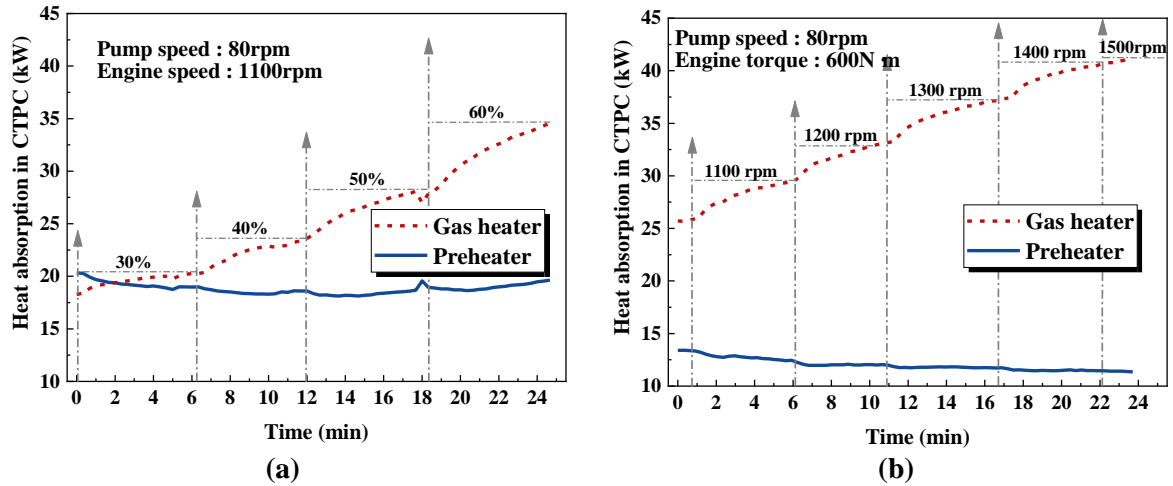 (a)
Pump speed : 80rpm
Engine speed : 1100rpm
Heat absorption in CTPC (kW)
45
40
35
30
25
20
15
10
30%
40%
50%
60%
Gas heater
Preheater
0 2 4 6 8 10 12 14 16 18 20 22 24
Time (min)
(a)
(b)
Pump speed : 80rpm
Engine torque : 600N m
Heat absorption in CTPC (kW)
45
40
35
30
25
20
15
10
1100 rpm
1200 rpm
1300 rpm
1400 rpm
1500rpm
Gas heater
Preheater
0 2 4 6 8 10 12 14 16 18 20 22 24
Time (min)
(b)